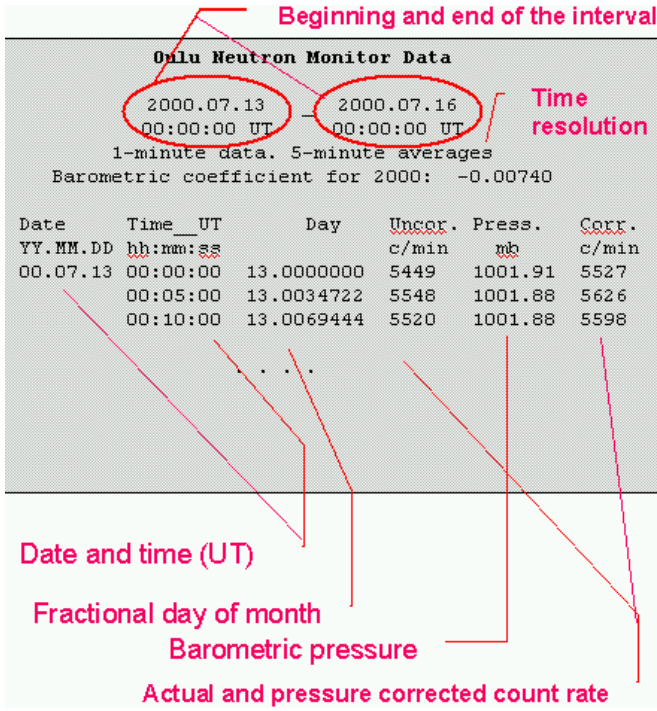 Beginning and end of the interval
Oulu Neutron Monitor Data
2000.07.13 _ 2000.07.16
00:00:00 UT 00:00:00 UT
Time
resolution
1-minute data. 5-minute averages
Barometric coefficient for 2000: -0.00740
Date Time__UT Day Uncor. Press. Corr.
YY.MM.DD hh:mm:ss c/min mb c/min
00.07.13 00:00:00 13.0000000 5449 1001.91 5527
00:05:00 13.0034722 5548 1001.88 5626
00:10:00 13.0069444 5520 1001.88 5598
. . . .
Date and time (UT)
Fractional day of month
Barometric pressure
Actual and pressure corrected count rate